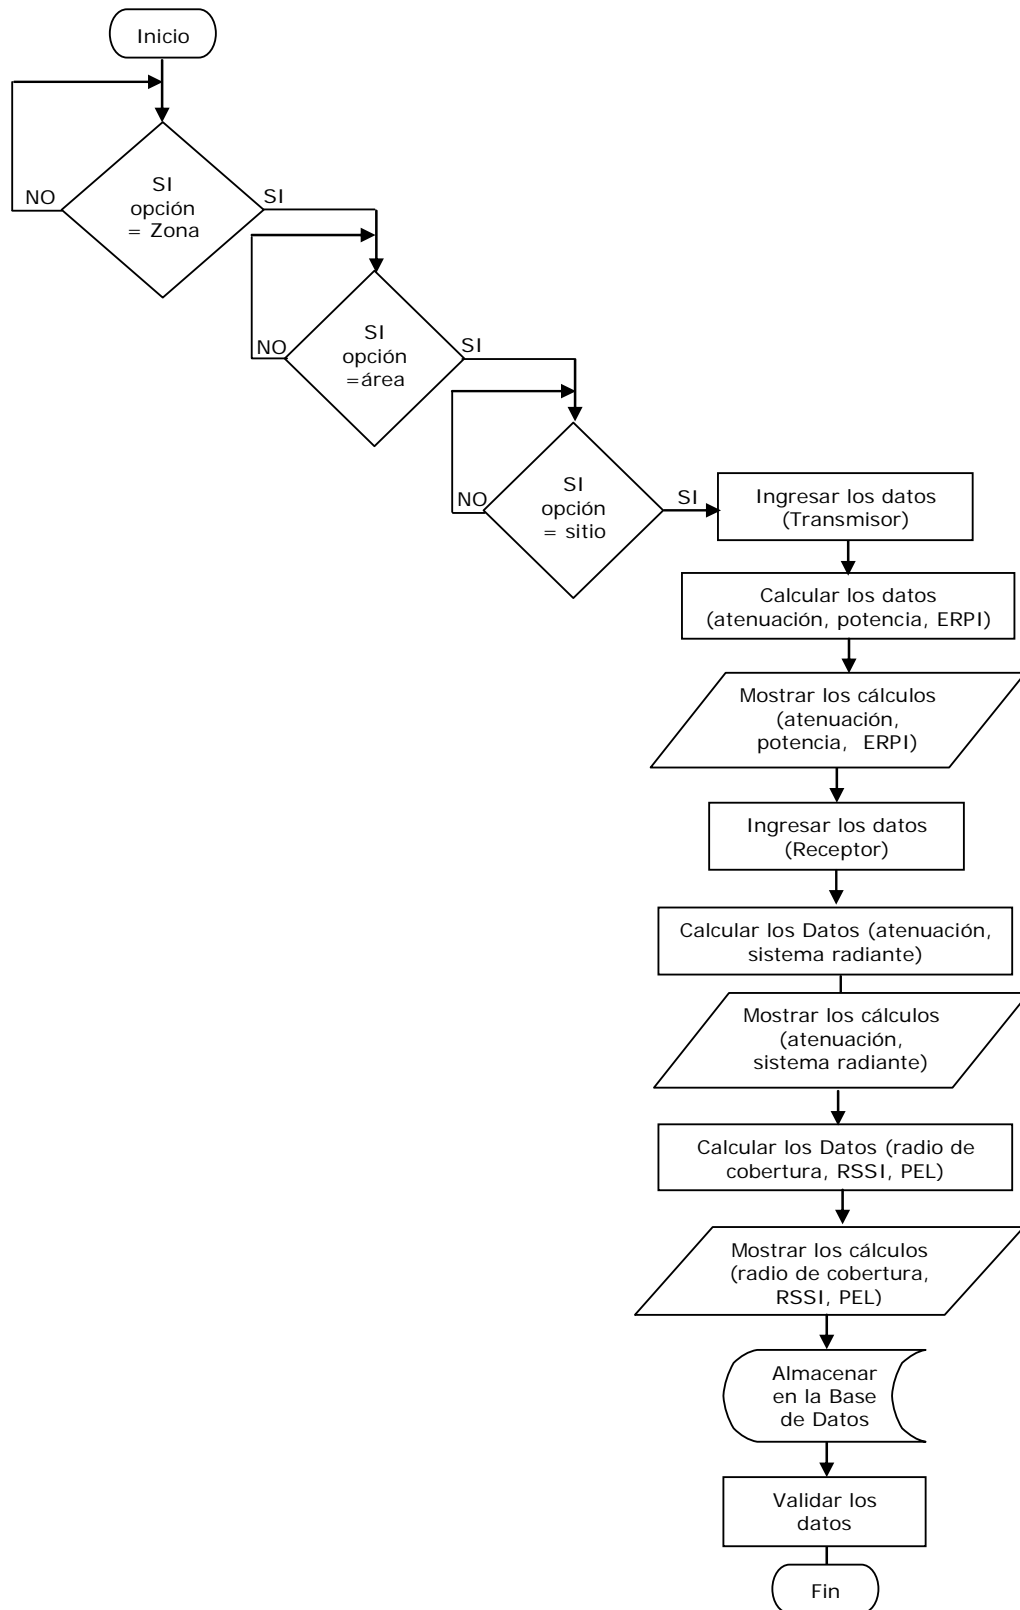 Inicio
SI
opción
= Zona
NO
SI
SI
opción
=área
NO
SI
SI
opción
= sitio
NO
SI
Ingresar los datos
(Transmisor)
Calcular los datos
(atenuación, potencia, ERPI)
Mostrar los cálculos
(atenuación,
potencia, ERPI)
Ingresar los datos
(Receptor)
Calcular los Datos (atenuación,
sistema radiante)
Mostrar los cálculos
(atenuación,
sistema radiante)
Calcular los Datos (radio de
cobertura, RSSI, PEL)
Mostrar los cálculos
(radio de cobertura,
RSSI, PEL)
Almacenar
en la Base
de Datos
Validar los
datos
Fin